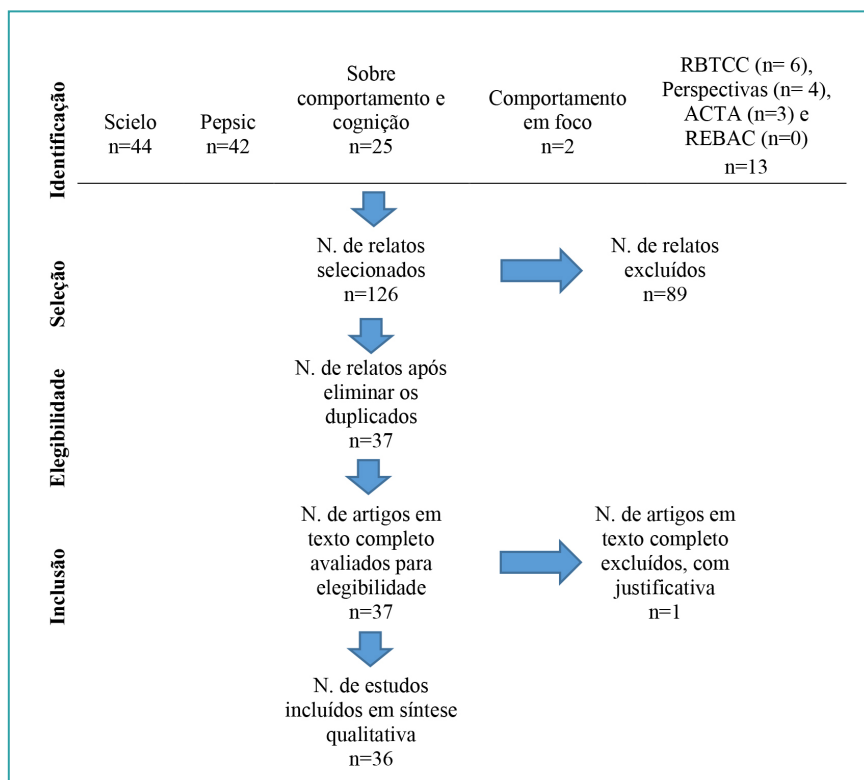 Identificação
Scielo
n=44
Pepsic
n=42
Sobre
comportamento e
cognição
n=25
Comportamento
em foco
n=2
RBTCC (n= 6),
Perspectivas (n= 4),
ACTA (n=3) e
REBAC (n=0)
n=13
Seleção
N. de relatos
selecionados
n=126
N. de relatos
excluídos
n=89
Elegibilidade
N. de relatos após
eliminar os
duplicados
n=37
Inclusão
N. de artigos em
texto completo
avaliados para
elegibilidade
n=37
N. de artigos em
texto completo
excluídos, com
justificativa
n=1
N. de estudos
incluídos em síntese
qualitativa
n=36